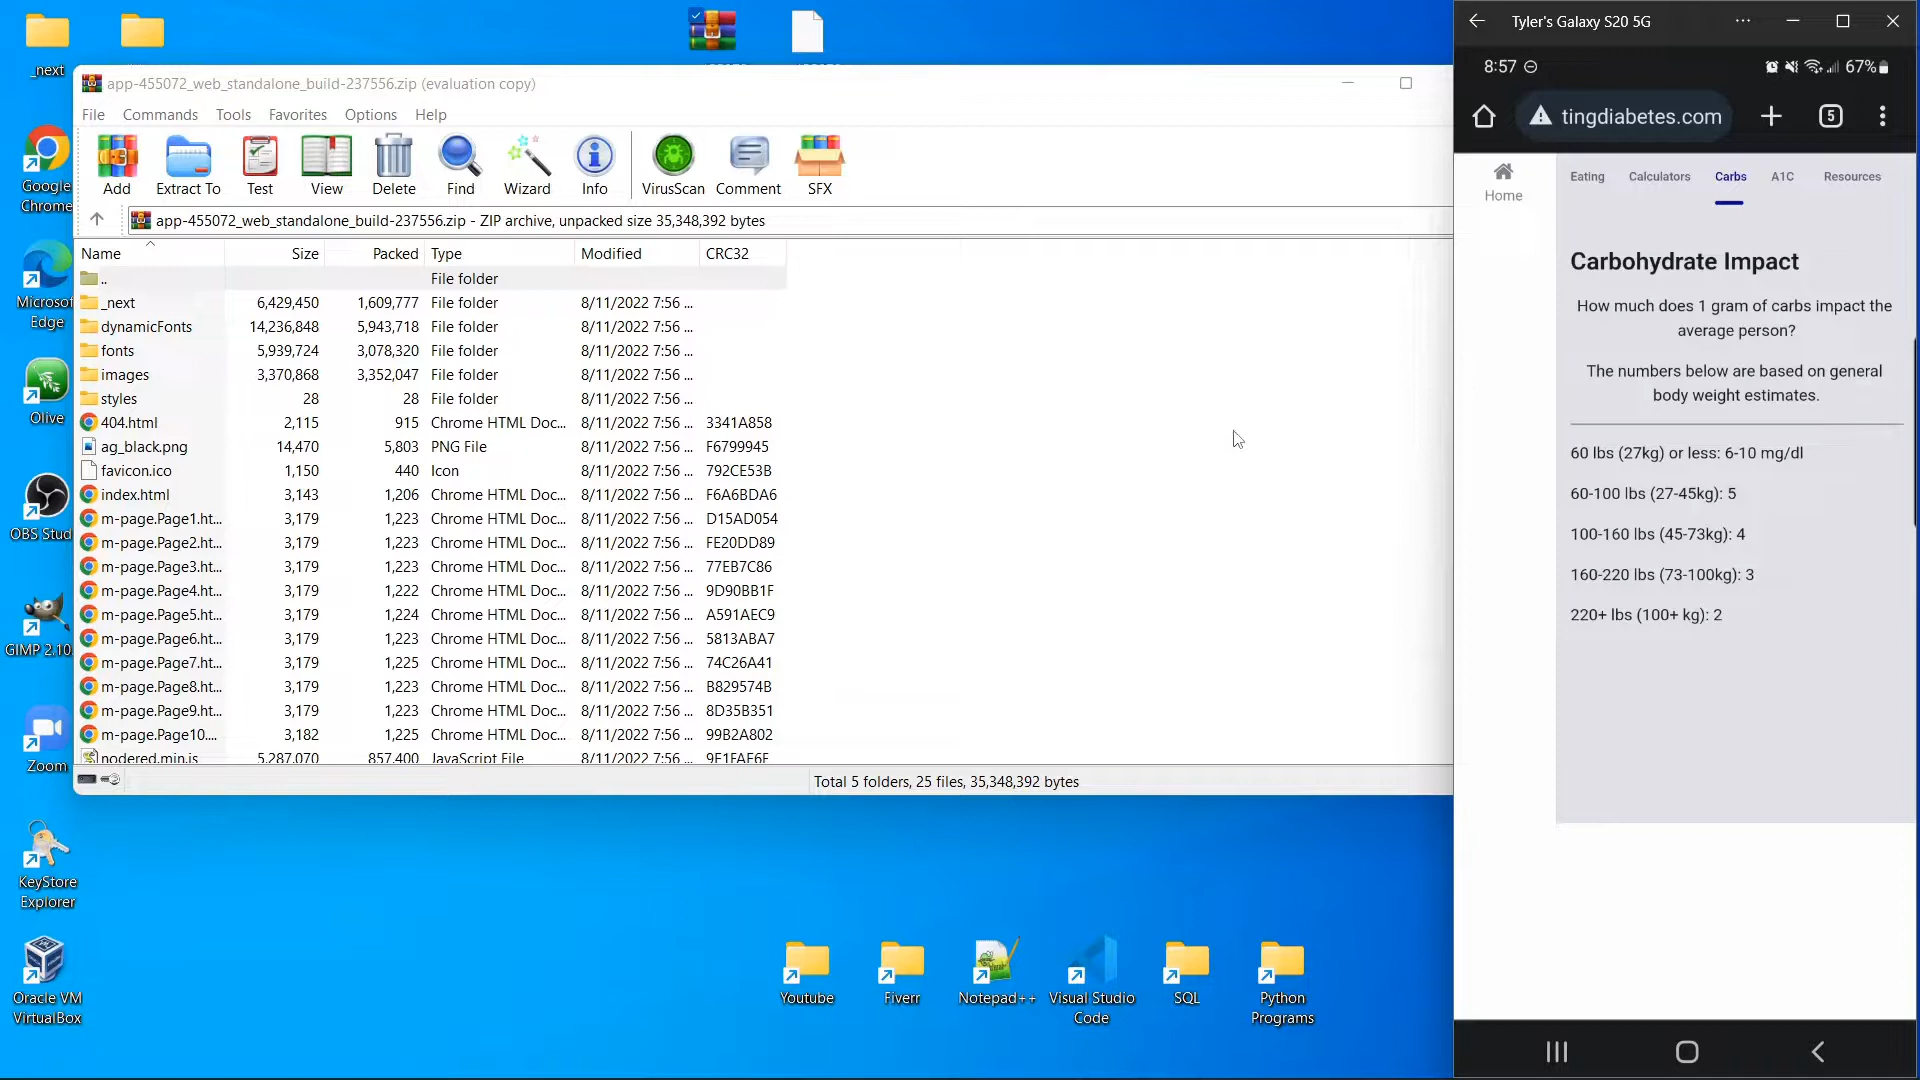 _next
Google
Chrome
Microsof
Edge
Olive
OBS Stud
GIMP 2.10.
Zoom
KeyStore
Explorer
Oracle VM
VirtualBox
app-455072_web_standalone_build-237556.zip (evaluation copy)
File Commands Tools Favorites Options Help
Add Extract To Test View Delete Find Wizard Info VirusScan Comment SFX
app-455072_web_standalone_build-237556.zip - ZIP archive, unpacked size 35,348,392 bytes
Name Size Packed Type Modified CRC32
.. File folder
_next 6,429,450 1,609,777 File folder 8/11/2022 7:56 ...
dynamicFonts 14,236,848 5,943,718 File folder 8/11/2022 7:56 ...
fonts 5,939,724 3,078,320 File folder 8/11/2022 7:56 ...
images 3,370,868 3,352,047 File folder 8/11/2022 7:56 ...
styles 28 28 File folder 8/11/2022 7:56 ...
404.html 2,115 915 Chrome HTML Doc... 8/11/2022 7:56 ... 3341A858
ag_black.png 14,470 5,803 PNG File 8/11/2022 7:56 ... F6799945
favicon.ico 1,150 440 Icon 8/11/2022 7:56 ... 792CE53B
index.html 3,143 1,206 Chrome HTML Doc... 8/11/2022 7:56 ... F6A6BDA6
m-page.Page1.ht... 3,179 1,223 Chrome HTML Doc... 8/11/2022 7:56 ... D15AD054
m-page.Page2.ht... 3,179 1,223 Chrome HTML Doc... 8/11/2022 7:56 ... FE20DD89
m-page.Page3.ht... 3,179 1,223 Chrome HTML Doc... 8/11/2022 7:56 ... 77EB7C86
m-page.Page4.ht... 3,179 1,222 Chrome HTML Doc... 8/11/2022 7:56 ... 9D90BB1F
m-page.Page5.ht... 3,179 1,224 Chrome HTML Doc... 8/11/2022 7:56 ... A591AEC9
m-page.Page6.ht... 3,179 1,223 Chrome HTML Doc... 8/11/2022 7:56 ... 5813ABA7
m-page.Page7.ht... 3,179 1,225 Chrome HTML Doc... 8/11/2022 7:56 ... 74C26A41
m-page.Page8.ht... 3,179 1,223 Chrome HTML Doc... 8/11/2022 7:56 ... B829574B
m-page.Page9.ht... 3,179 1,223 Chrome HTML Doc... 8/11/2022 7:56 ... 8D35B351
m-page.Page10.... 3,182 1,225 Chrome HTML Doc... 8/11/2022 7:56 ... 99B2A802
nodered.min.js 5,287,070 857,400 JavaScript File 8/11/2022 7:56 ... 9F1FAF6F
Total 5 folders, 25 files, 35,348,392 bytes
Youtube
Fiverr
Notepad++
Visual Studio
Code
SQL
Python
Programs
Tyler's Galaxy S20 5G
8:57 67%
tingdiabetes.com 5
Home
Eating Calculators Carbs A1C Resources
Carbohydrate Impact
How much does 1 gram of carbs impact the
average person?
The numbers below are based on general
body weight estimates.
60 lbs (27kg) or less: 6-10 mg/dl
60-100 lbs (27-45kg): 5
100-160 lbs (45-73kg): 4
160-220 lbs (73-100kg): 3
220+ lbs (100+ kg): 2